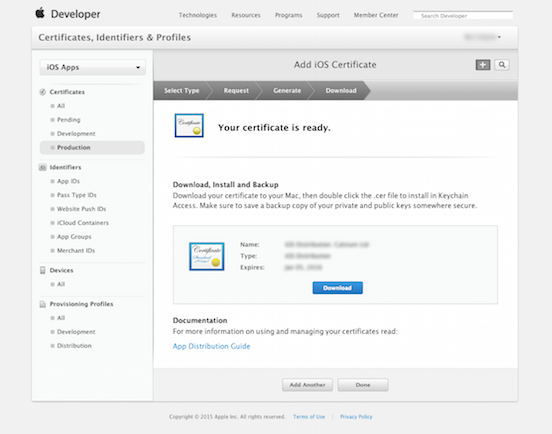 Developer
Technologies Resources Programs Support Member Center
Search Developer
Certificates, Identifiers & Profiles
iOS Apps
Add iOS Certificate
Select Type Request Generate Download
Certificates
All
Pending
Development
Production
Identifiers
App IDs
Pass Type IDs
Website Push IDs
iCloud Containers
App Groups
Merchant IDs
Devices
All
Provisioning Profiles
All
Development
Distribution
Certificate
Your certificate is ready.
Download, Install and Backup
Download your certificate to your Mac, then double click the .cer file to install in Keychain
Access. Make sure to save a backup copy of your private and public keys somewhere secure.
Certificate
Name:
Type:
Expires:
Download
Documentation
For more information on using and managing your certificates read:
App Distribution Guide
Add Another Done
Copyright © 2015 Apple Inc. All rights reserved. Terms of Use | Privacy Policy